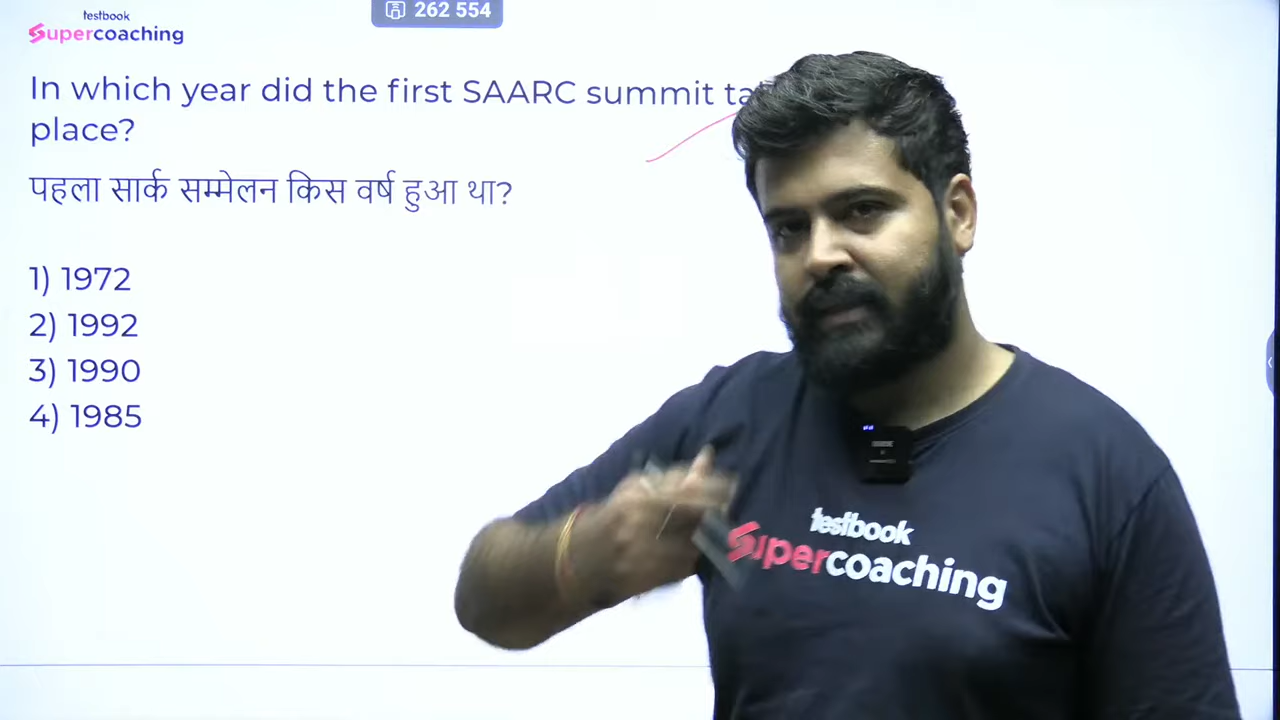 testbook
Supercoaching
262 554
In which year did the first SAARC summit
place?
पहला सार्क सम्मेलन किस वर्ष हुआ था?
1) 1972
2) 1992
3) 1990
4) 1985
testbook
Supercoaching